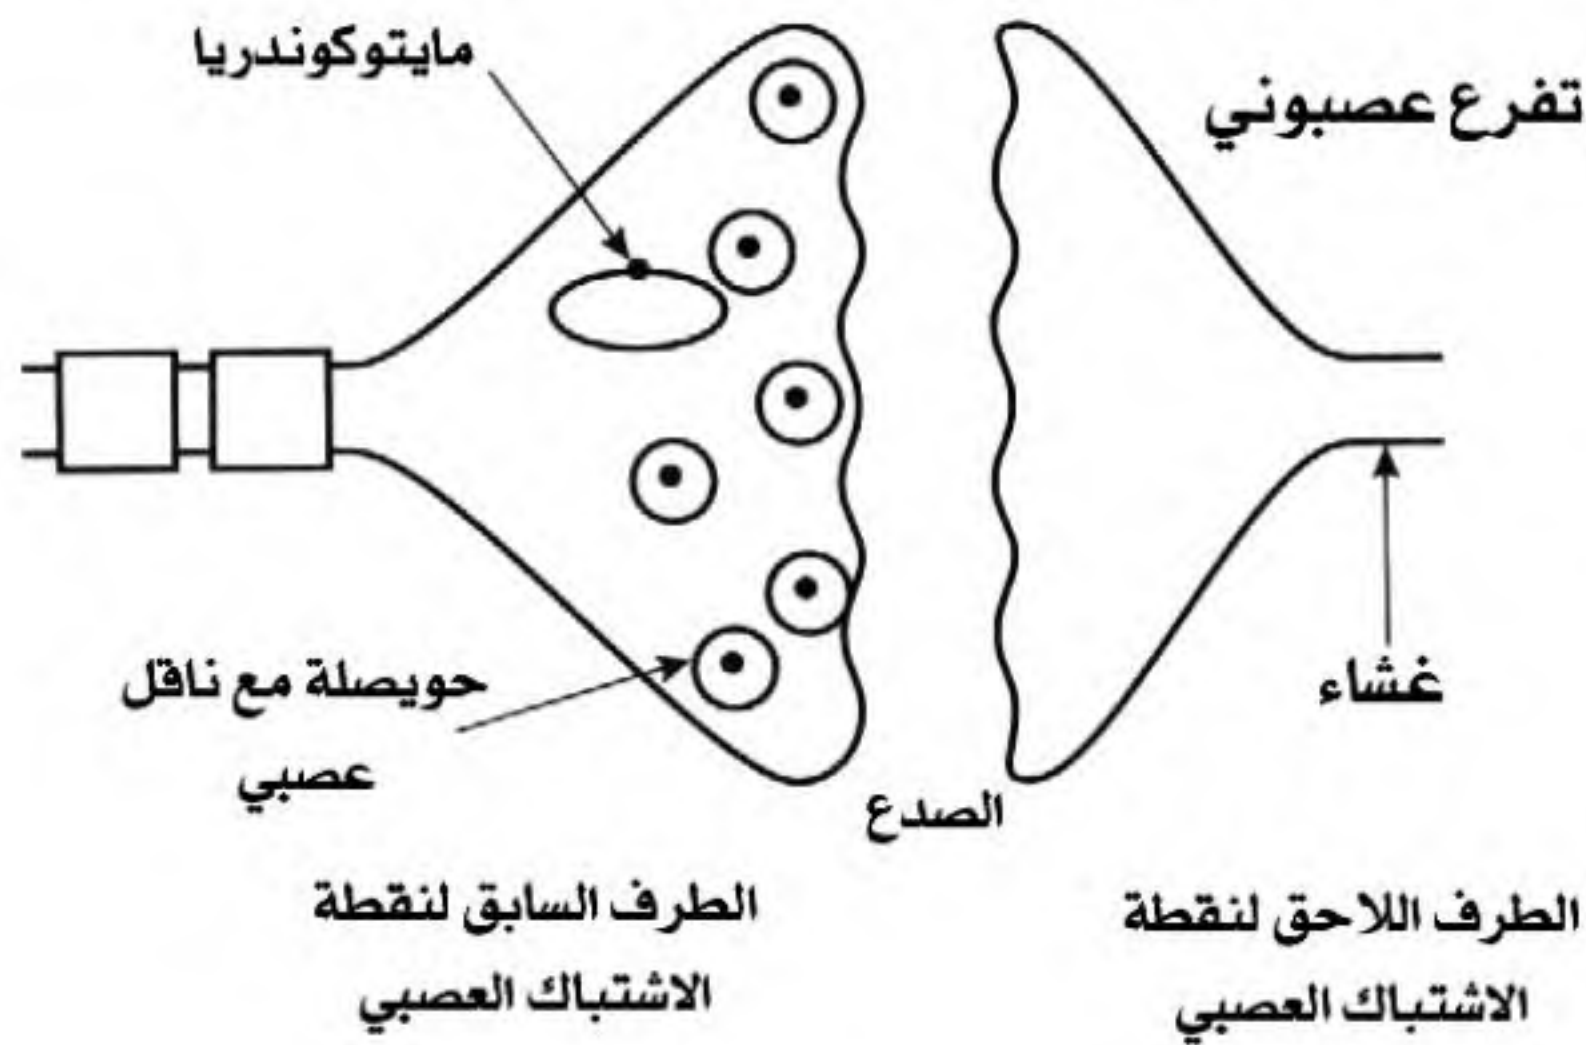 مايتوكوندريا
تفرع عصبوني
حويصلة مع ناقل
عصبي
غشاء
الصدع
الطرف السابق لنقطة
الاشتباك العصبي
الطرف اللاحق لنقطة
الاشتباك العصبي